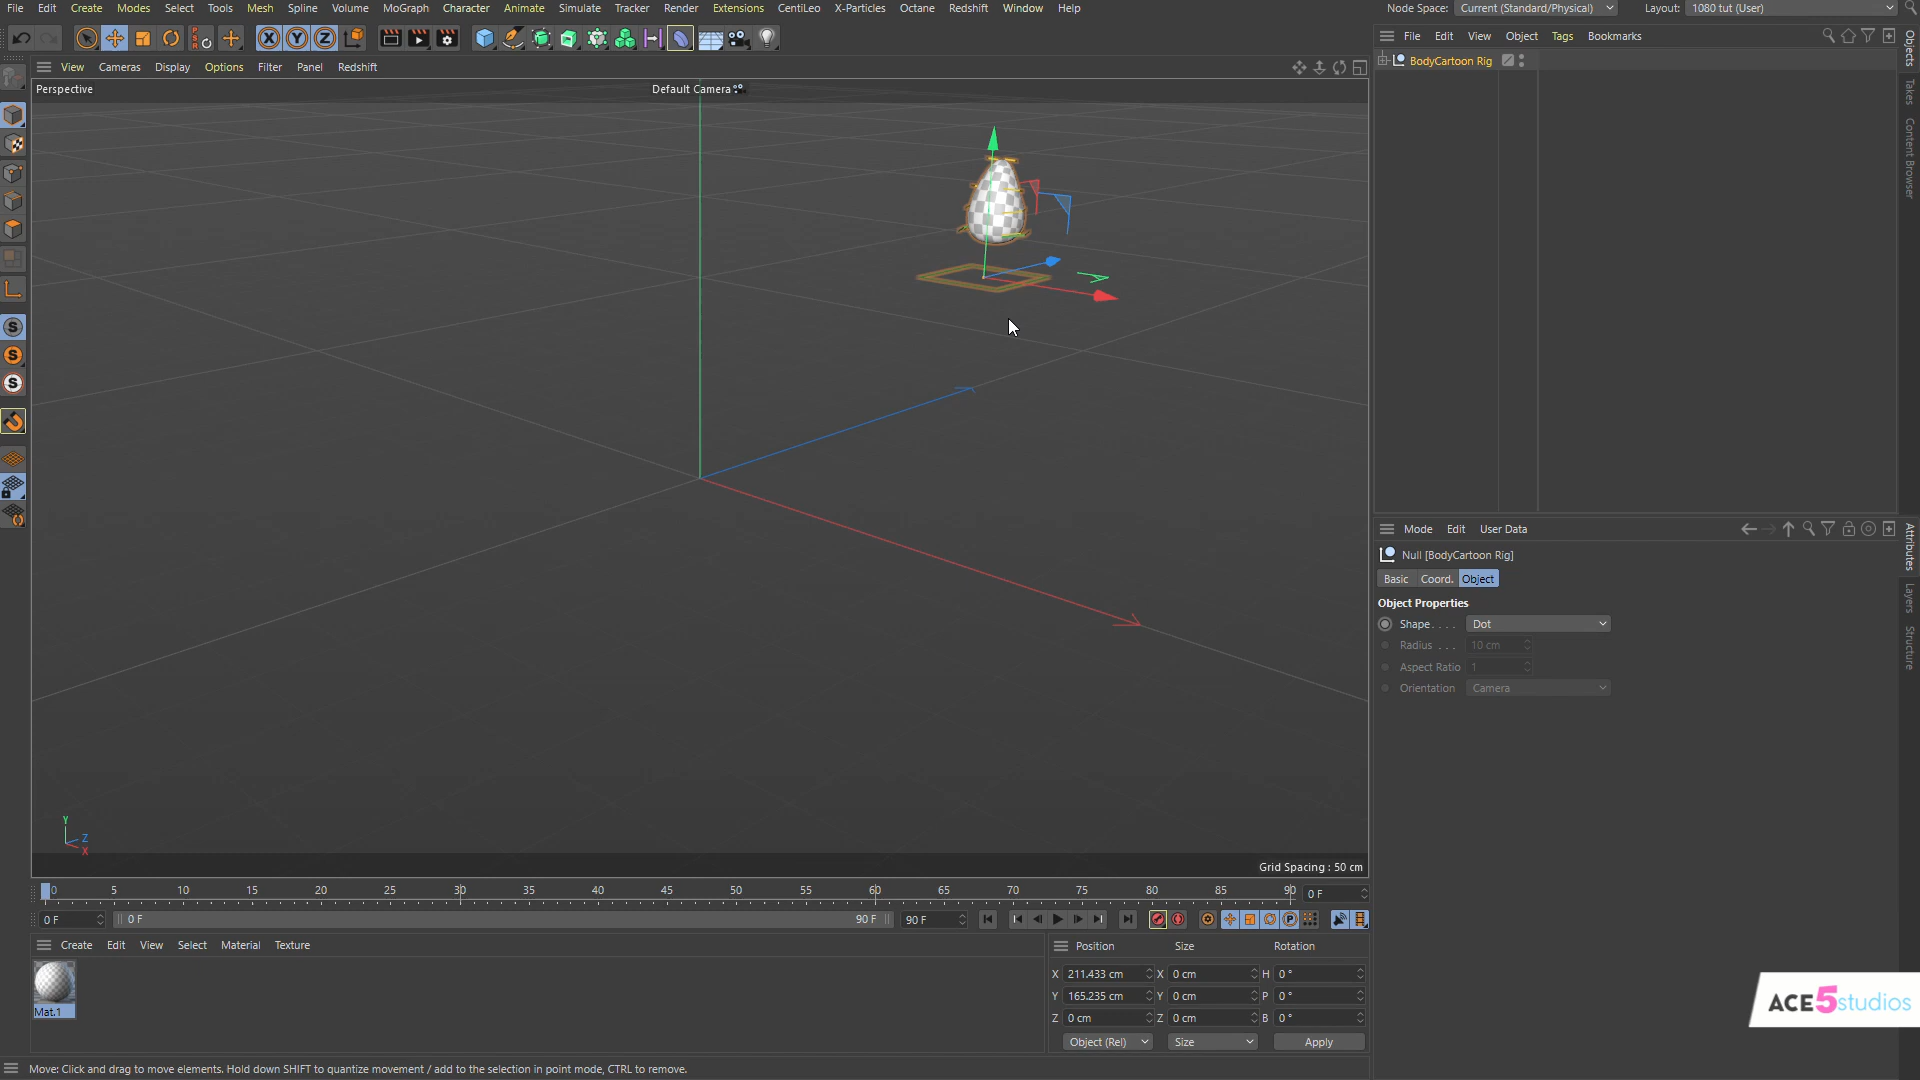 File Edit Create Modes Select Tools Mesh Spline Volume MoGraph Character Animate Simulate Tracker Render Extensions CentiLeo X-Particles Octane Redshift Window Help
Node Space: Current (Standard/Physical) Layout: 1080 tut (User)
File Edit View Object Tags Bookmarks
View Cameras Display Options Filter Panel Redshift
BodyCartoon Rig
Perspective
Default Camera
Objects
Takes
Content Browser
Mode Edit User Data
Null [BodyCartoon Rig]
Basic Coord. Object
Object Properties
Shape. . . . Dot
Radius . . . 10 cm
Aspect Ratio 1
Orientation Camera
Attributes
Layers
Structure
Y
Z
X
Grid Spacing : 50 cm
0 5 10 15 20 25 30 35 40 45 50 55 60 65 70 75 80 85 90 0 F
0 F 0 F 90 F 90 F
Create Edit View Select Material Texture
Mat.1
Position Size Rotation
X 211.433 cm X 0 cm H 0 °
Y 165.235 cm Y 0 cm P 0 °
Z 0 cm Z 0 cm B 0 °
Object (Rel) Size Apply
ACE5studios
Move: Click and drag to move elements. Hold down SHIFT to quantize movement / add to the selection in point mode, CTRL to remove.